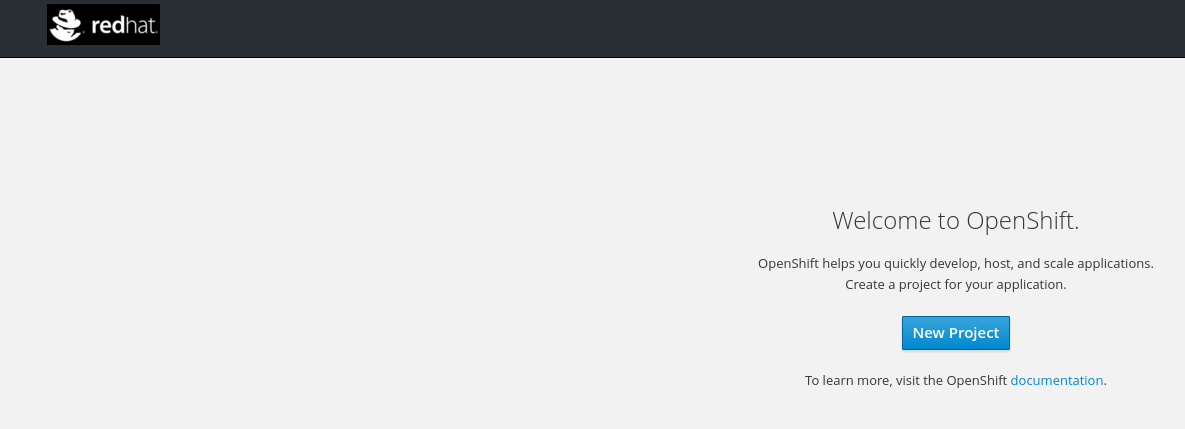 redhat.
Welcome to OpenShift.
OpenShift helps you quickly develop, host, and scale applications.
Create a project for your application.
New Project
To learn more, visit the OpenShift documentation.